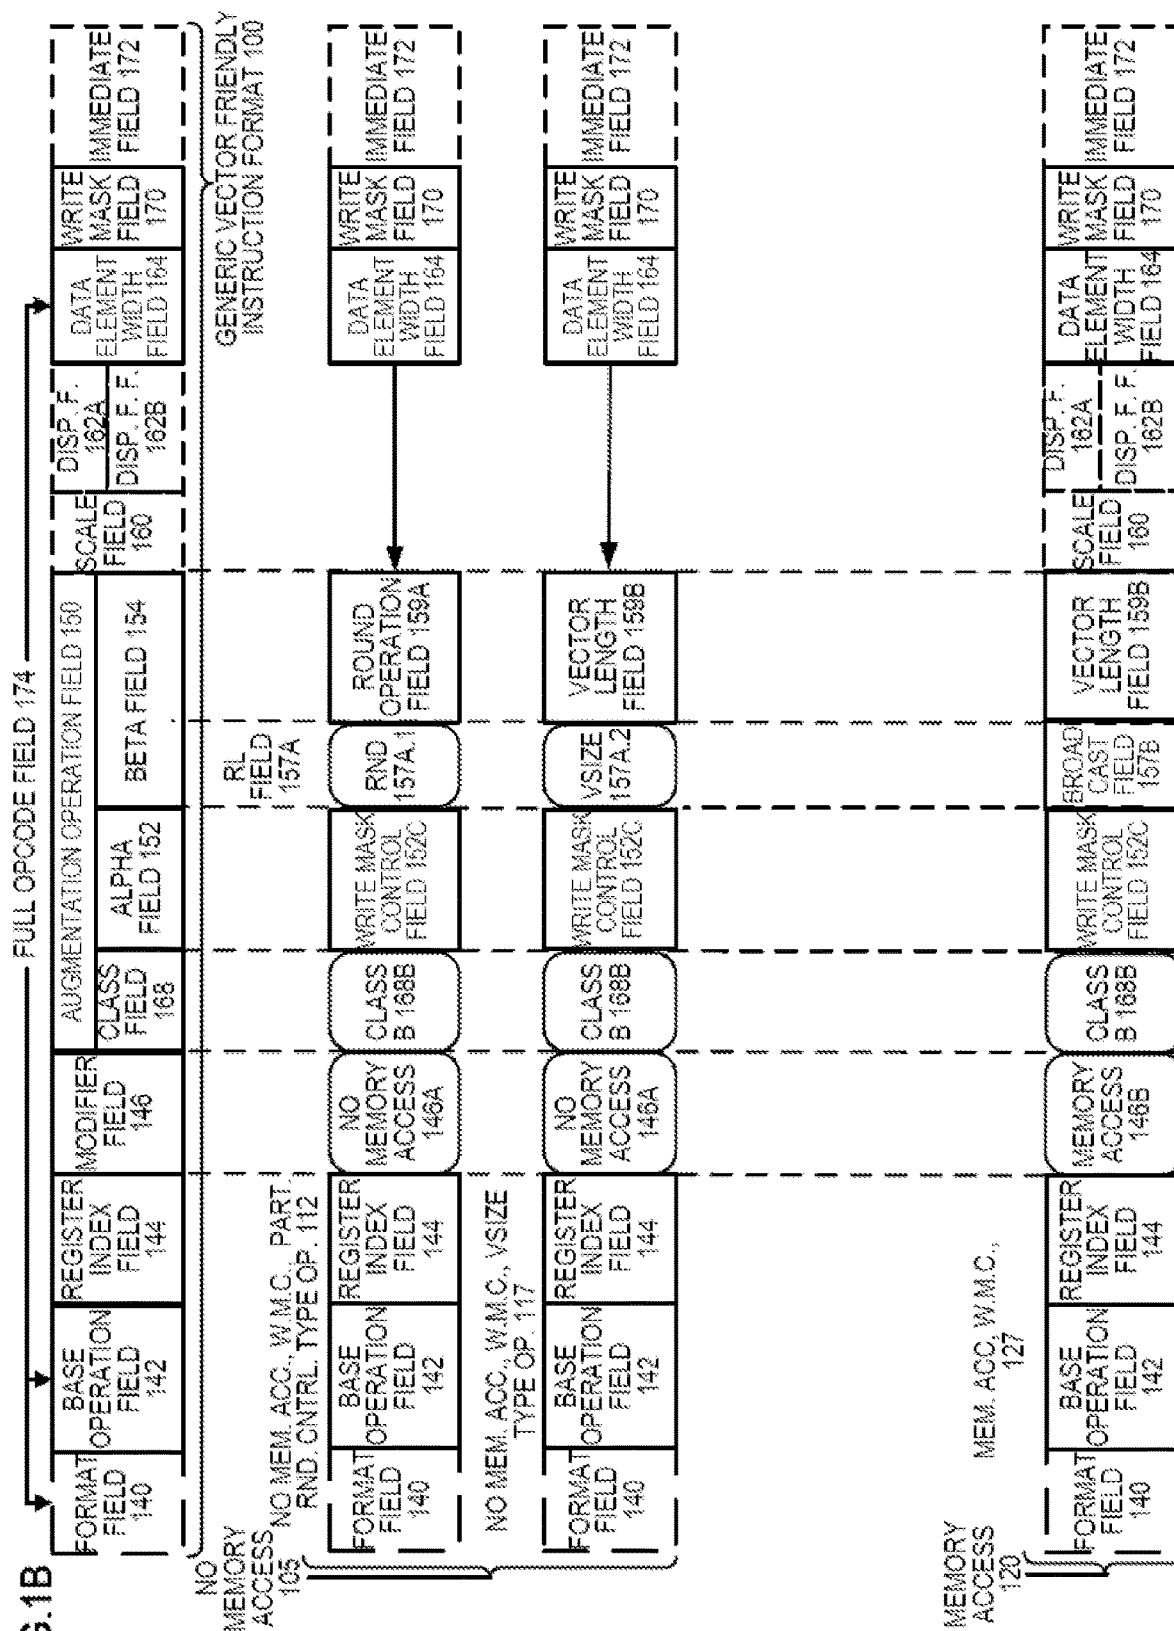 G.1B
FULL OPCODE FIELD 174
FORMAT
FIELD
140
BASE
OPERATION
FIELD
142
REGISTER
INDEX
FIELD
144
MODIFIER
FIELD
146
AUGMENTATION OPERATION FIELD 150
CLASS
FIELD
168
ALPHA
FIELD 152
BETA FIELD 154
SCALE
FIELD
160
DISP. F.
162A
DISP. F. F.
162B
DATA
ELEMENT
WIDTH
FIELD 164
WRITE
MASK
FIELD
170
IMMEDIATE
FIELD 172
GENERIC VECTOR FRIENDLY
INSTRUCTION FORMAT 100
NO
MEMORY
ACCESS
105
NO MEM. ACC., W.M.C., PART.
RND. CNTRL. TYPE OP. 112
RL
FIELD
157A
FORMAT
FIELD
140
BASE
OPERATION
FIELD
142
REGISTER
INDEX
FIELD
144
NO
MEMORY
ACCESS
146A
CLASS
B 168B
WRITE MASK
CONTROL
FIELD 152C
RND
157A.1
ROUND
OPERATION
FIELD 159A
DATA
ELEMENT
WIDTH
FIELD 164
WRITE
MASK
FIELD
170
IMMEDIATE
FIELD 172
NO MEM. ACC., W.M.C., VSIZE
TYPE OP. 117
FORMAT
FIELD
140
BASE
OPERATION
FIELD
142
REGISTER
INDEX
FIELD
144
NO
MEMORY
ACCESS
146A
CLASS
B 168B
WRITE MASK
CONTROL
FIELD 152C
VSIZE
157A.2
VECTOR
LENGTH
FIELD 159B
DATA
ELEMENT
WIDTH
FIELD 164
WRITE
MASK
FIELD
170
IMMEDIATE
FIELD 172
MEMORY
ACCESS
120
MEM. ACC, W.M.C.,
127
FORMAT
FIELD
140
BASE
OPERATION
FIELD
142
REGISTER
INDEX
FIELD
144
MEMORY
ACCESS
146B
CLASS
B 168B
WRITE MASK
CONTROL
FIELD 152C
BROAD
CAST
FIELD
157B
VECTOR
LENGTH
FIELD 159B
SCALE
FIELD
160
DISP. F.
162A
DISP. F. F.
162B
DATA
ELEMENT
WIDTH
FIELD 164
WRITE
MASK
FIELD
170
IMMEDIATE
FIELD 172